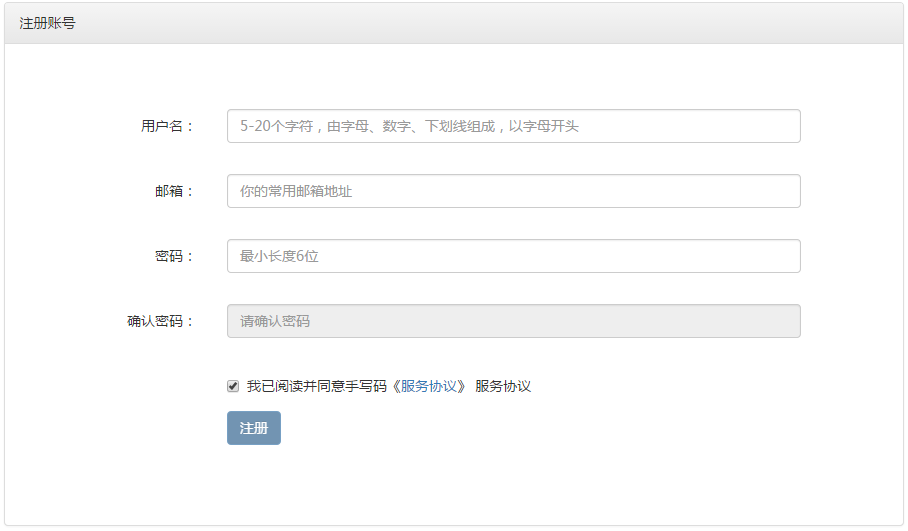 注册账号
用户名：
5-20个字符，由字母、数字、下划线组成，以字母开头
邮箱：
你的常用邮箱地址
密码：
最小长度6位
确认密码：
请确认密码
我已阅读并同意手写码《服务协议》 服务协议
注册